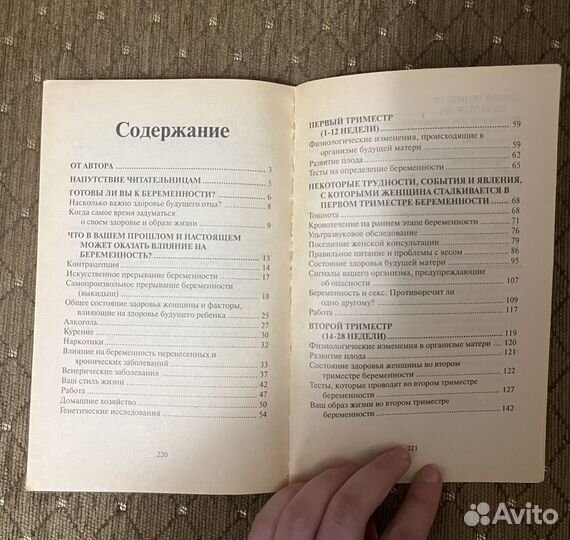 Содержание
ОТ АВТОРА 3
НАПУТСТВИЕ ЧИТАТЕЛЬНИЦАМ 5
ГОТОВЫ ЛИ ВЫ К БЕРЕМЕННОСТИ? 6
Насколько важно здоровье будущего отца? 8
Когда самое время задуматься
о своем здоровье и образе жизни 9
ЧТО В ВАШЕМ ПРОШЛОМ И НАСТОЯЩЕМ
МОЖЕТ ОКАЗАТЬ ВЛИЯНИЕ НА
БЕРЕМЕННОСТЬ? 13
Контрацепция 14
Искусственное прерывание беременности 17
Самопроизвольное прерывание беременности
(выкидыш) 18
Общее состояние здоровья женщины и факторы,
влияющие на здоровье будущего ребенка 25
Алкоголь 27
Курение 30
Наркотики 32
Влияние на беременность перенесенных и
хронических заболеваний 33
Венерические заболевания 37
Ваш стиль жизни 42
Работа 47
Домашнее хозяйство 50
Генетические исследования 54
220
ПЕРВЫЙ ТРИМЕСТР
(1-12 НЕДЕЛИ) 59
Физиологические изменения, происходящие в
организме будущей матери 59
Развитие плода 62
Тесты на определение беременности 65
НЕКОТОРЫЕ ТРУДНОСТИ, СОБЫТИЯ И ЯВЛЕНИЯ,
С КОТОРЫМИ ЖЕНЩИНА СТАЛКИВАЕТСЯ В
ПЕРВОМ ТРИМЕСТРЕ БЕРЕМЕННОСТИ 68
Тошнота 68
Кровотечение на раннем этапе беременности 71
Ультразвуковое обследование 76
Посещение женской консультации 79
Правильное питание и проблемы с весом 86
Состояние здоровья будущей матери 95
Сигналы вашего организма, предупреждающие
об опасности 107
Беременность и секс. Противоречит ли
одно другому? 109
Работа 117
ВТОРОЙ ТРИМЕСТР
(14-28 НЕДЕЛИ) 119
Физиологические изменения в организме матери 120
Развитие плода 121
Состояние здоровья женщины во втором
триместре беременности 122
Тесты, которые проводят во втором триместре
беременности 127
Ваш образ жизни во втором триместре
беременности 142
221
Avito